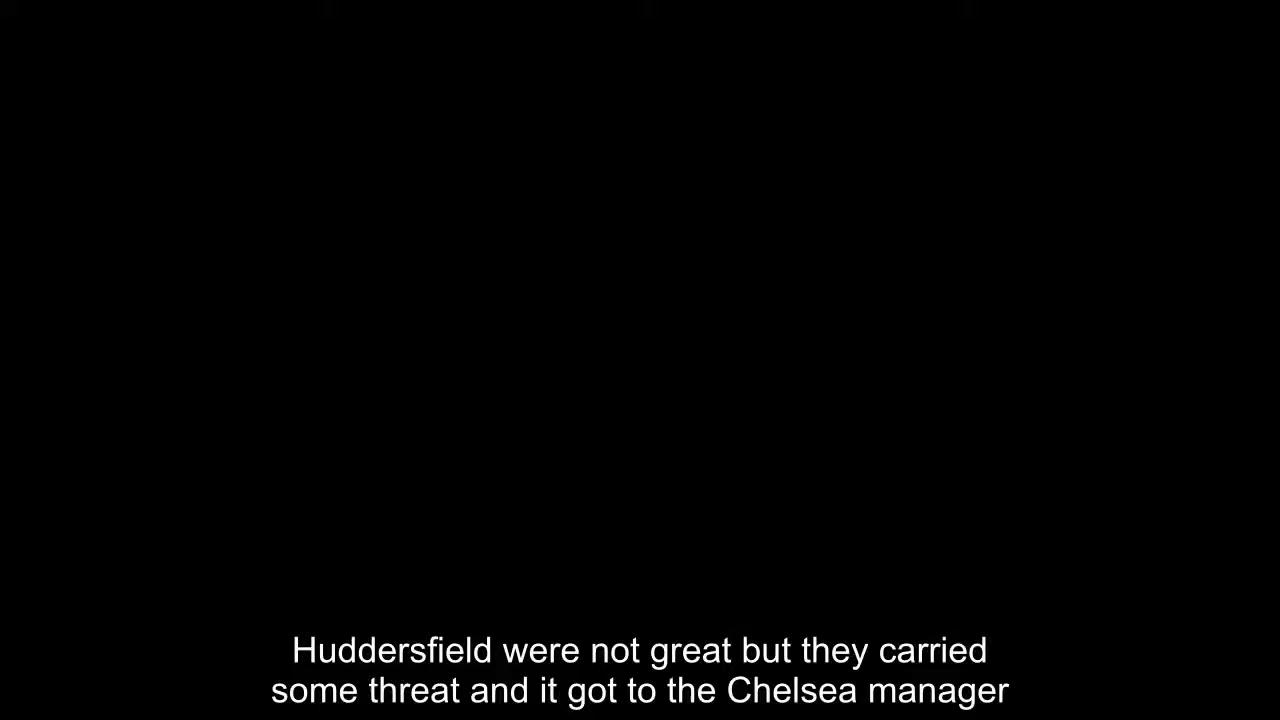 Huddersfield were not great but they carried
some threat and it got to the Chelsea manager